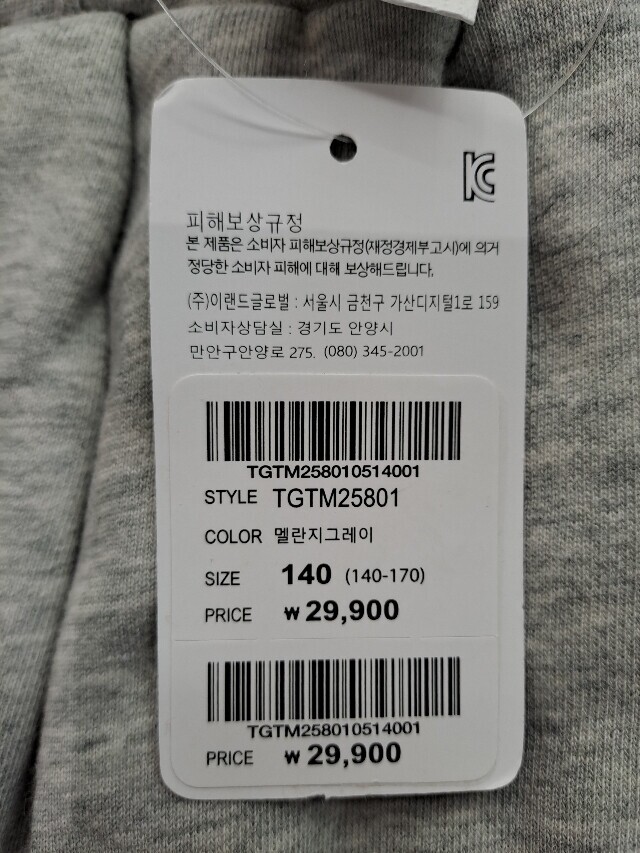 KC
피해보상규정
본 제품은 소비자 피해보상규정(재정경제부고시)에 의거
정당한 소비자 피해에 대해 보상해드립니다.
(주)이랜드글로벌 : 서울시 금천구 가산디지털1로 159
소비자상담실 : 경기도 안양시
만안구안양로 275. (080) 345-2001
TGTM258010514001
STYLE TGTM25801
COLOR 멜란지그레이
SIZE 140 (140-170)
PRICE ₩29,900
TGTM258010514001
PRICE ₩29,900